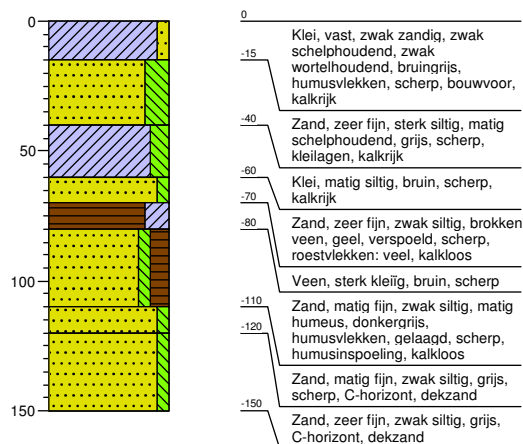 0
50
100
150
0
Klei, vast, zwak zandig, zwak
schelphoudend, zwak
wortelhoudend, bruingrijs,
humusvlekken, scherp, bouwvoor,
kalkrijk
-15
Zand, zeer fijn, sterk siltig, matig
schelphoudend, grijs, scherp,
kleilagen, kalkrijk
-40
Klei, matig siltig, bruin, scherp,
kalkrijk
-60
Zand, zeer fijn, zwak siltig, brokken
veen, geel, verspoeld, scherp,
roestvlekken: veel, kalkloos
-70
Veen, sterk kleiïg, bruin, scherp
-80
Zand, matig fijn, zwak siltig, matig
humeus, donkergrijs,
humusvlekken, gelaagd, scherp,
humusinspoeling, kalkloos
-110
Zand, matig fijn, zwak siltig, grijs,
scherp, C-horizont, dekzand
-120
Zand, zeer fijn, zwak siltig, grijs,
C-horizont, dekzand
-150